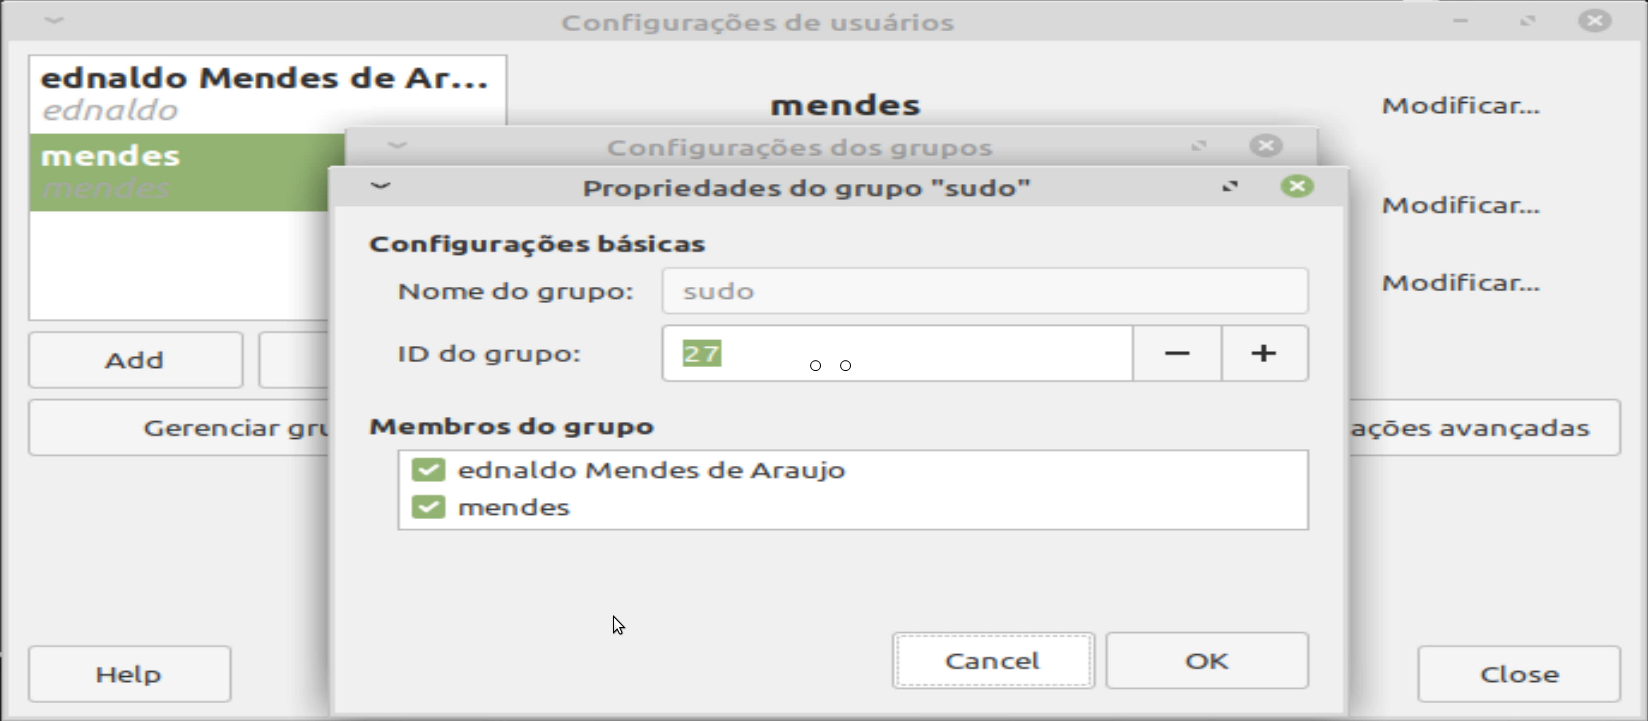 Configurações de usuários
ednaldo Mendes de Ar...
ednaldo
mendes
mendes
mendes
Modificar...
Modificar...
Modificar...
Configurações dos grupos
Propriedades do grupo "sudo"
Configurações básicas
Nome do grupo: sudo
ID do grupo: 27
Membros do grupo
ednaldo Mendes de Araujo
mendes
Cancel OK
Add
Gerenciar gru
ações avançadas
Help
Close